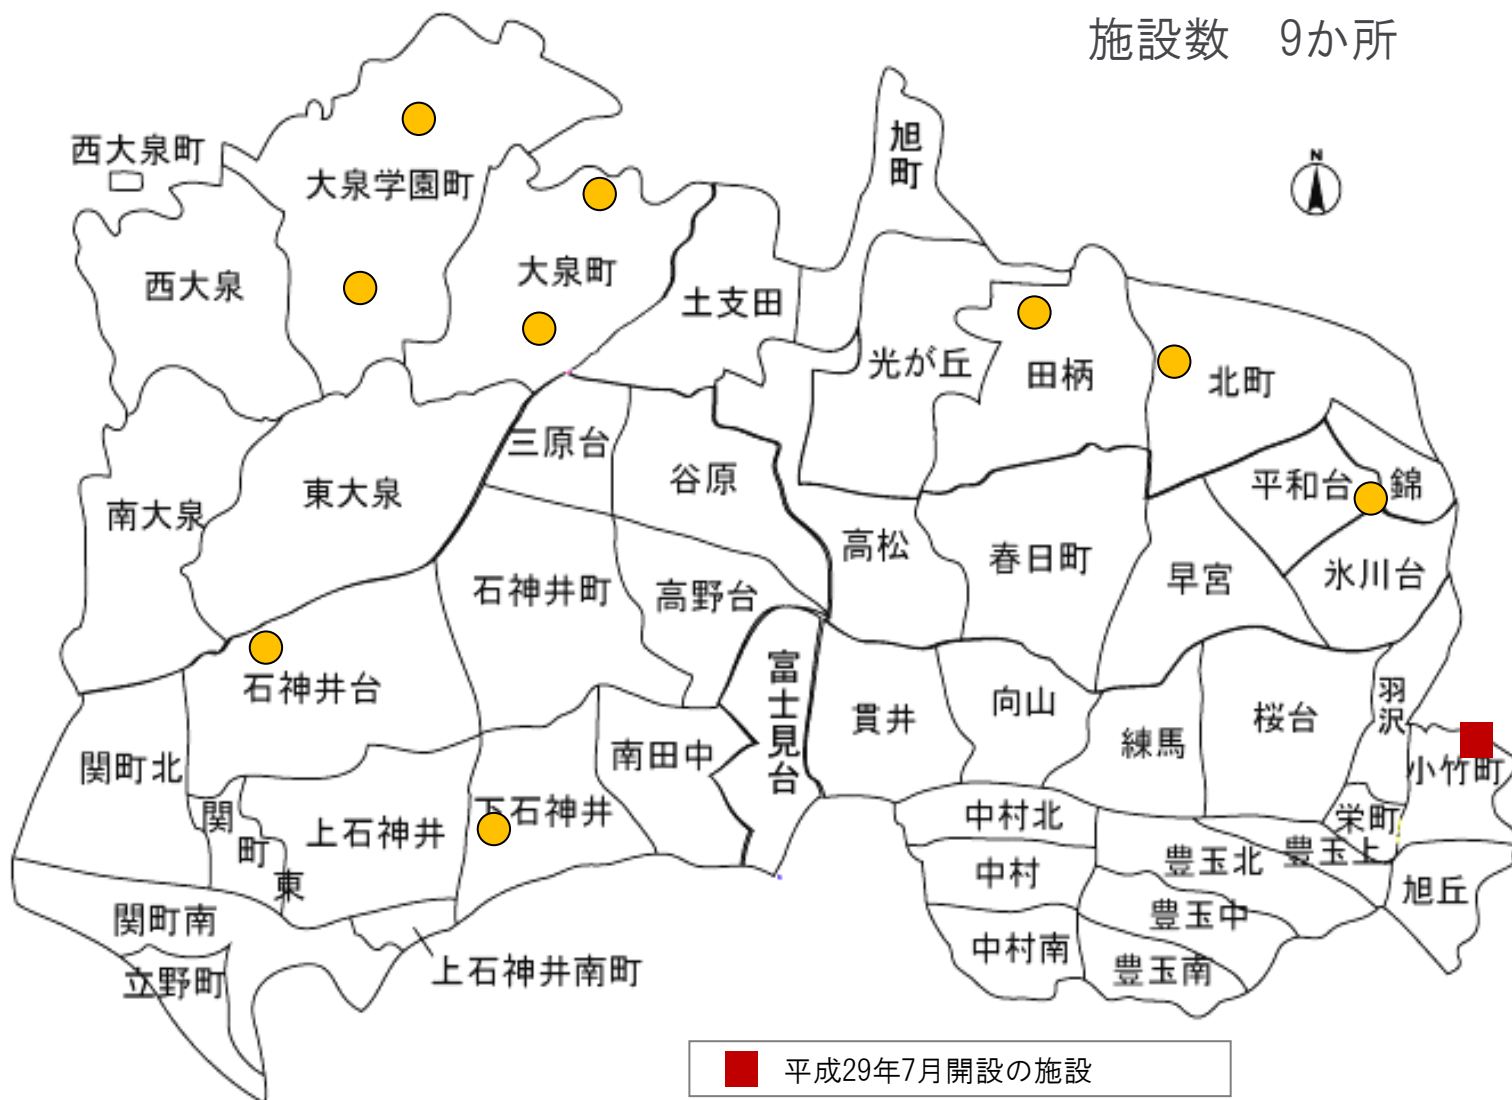 施設数　9か所
旭町
西大泉町
N
大泉学園町
大泉町
西大泉
土支田
光が丘
田柄
北町
三原台
谷原
平和台
錦
東大泉
南大泉
高松
春日町
早宮
氷川台
石神井町
高野台
富士見台
石神井台
貫井
向山
羽沢
桜台
練馬
南田中
関町北
小竹町
下石神井
中村北
栄町
関町東
上石神井
豊玉北
豊玉上
中村
旭丘
豊玉中
関町南
中村南
豊玉南
上石神井南町
立野町
平成29年7月開設の施設